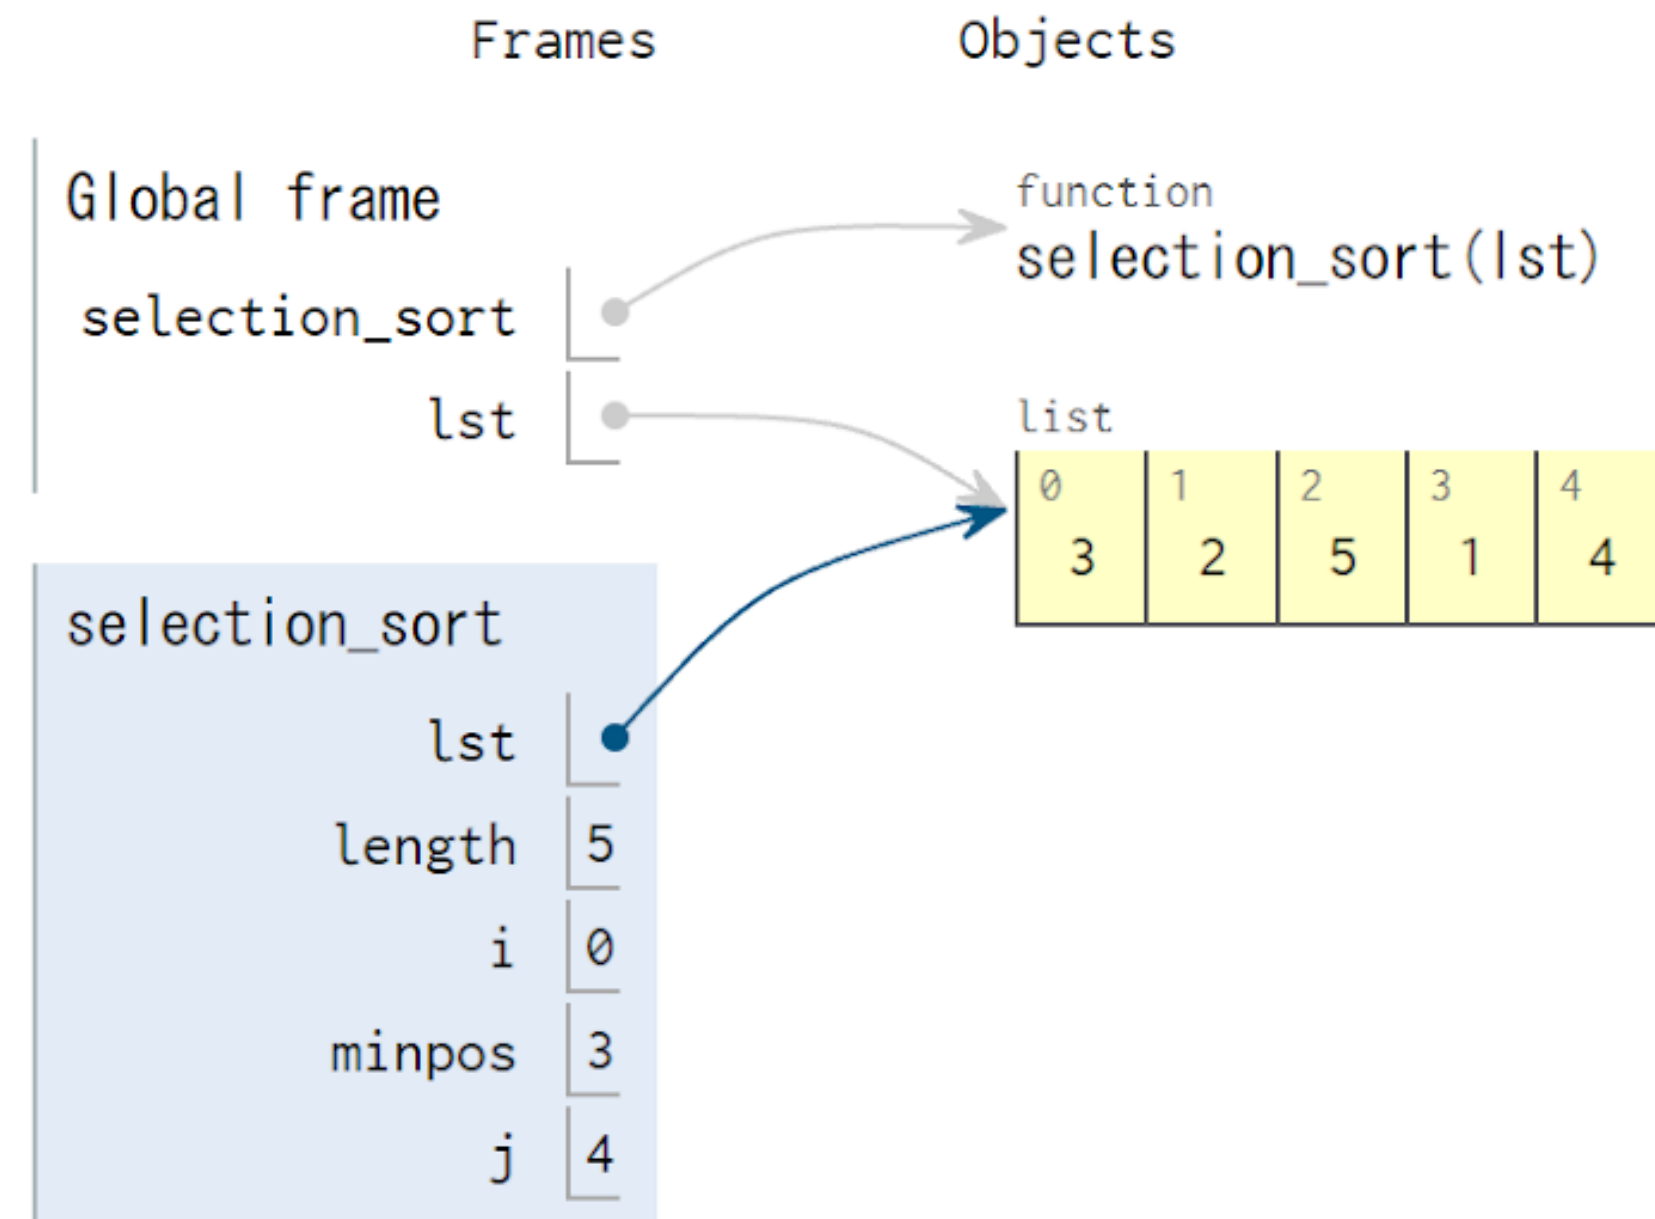 Frames
Objects
Global frame
selection_sort
lst
function
selection_sort(lst)
list
0 1 2 3 4
3 2 5 1 4
selection_sort
lst
length 5
i 0
minpos 3
j 4